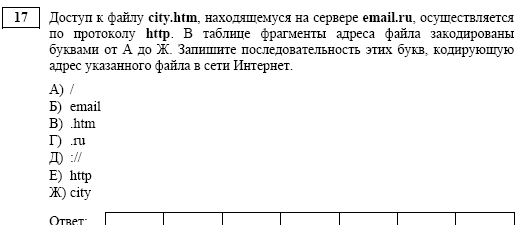 17
Доступ к файлу city.htm, находящемуся на сервере email.ru, осуществляется
по протоколу http. В таблице фрагменты адреса файла закодированы
буквами от А до Ж. Запишите последовательность этих букв, кодирующую
адрес указанного файла в сети Интернет.
А) /
Б) email
В) .htm
Г) .ru
Д) ://
Е) http
Ж) city
Ответ: